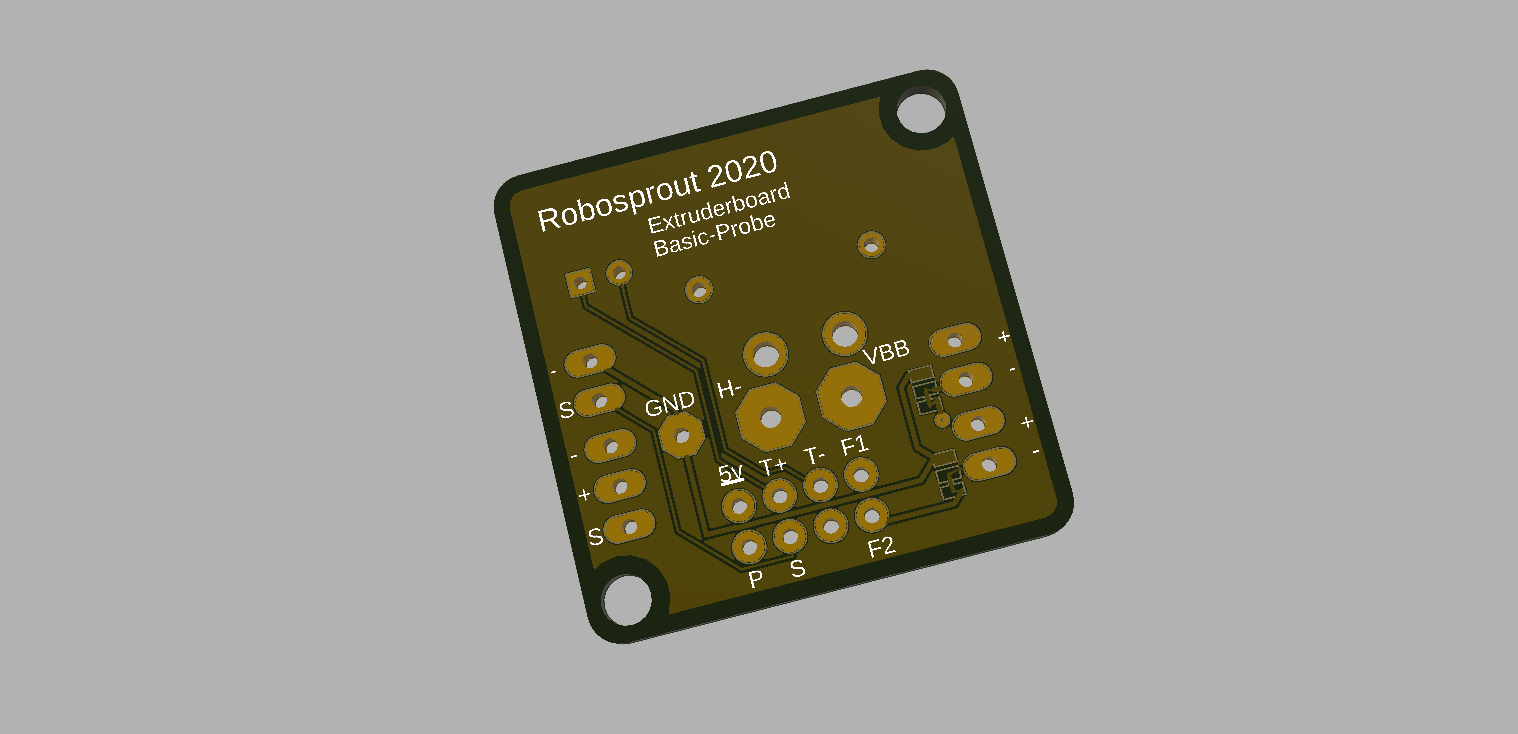 Robosprout 2020
Extruderboard
Basic-Probe
VBB
+
-
H-
-
GND
S
+
F1
T-
-
T+
-
5v
+
S
F2
S
P